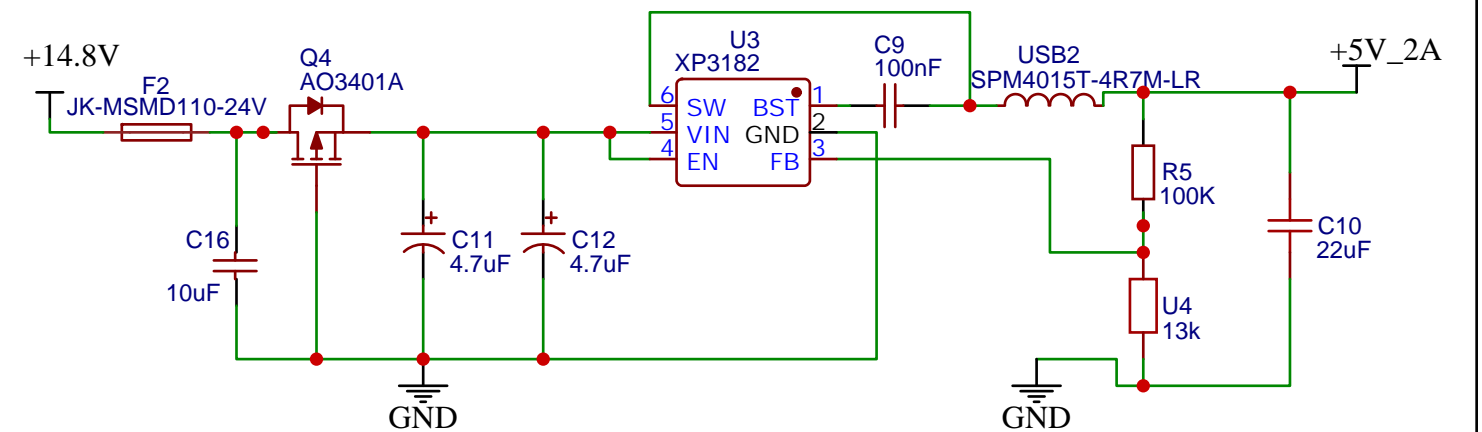 +14.8V
F2
JK-MSMD110-24V
Q4
AO3401A
U3
XP3182
6 SW BST 1
5 VIN GND 2
4 EN FB 3
C9
100nF
USB2
SPM4015T-4R7M-LR
+5V_2A
C16
10uF
+
C11
4.7uF
+
C12
4.7uF
R5
100K
C10
22uF
U4
13k
GND
GND